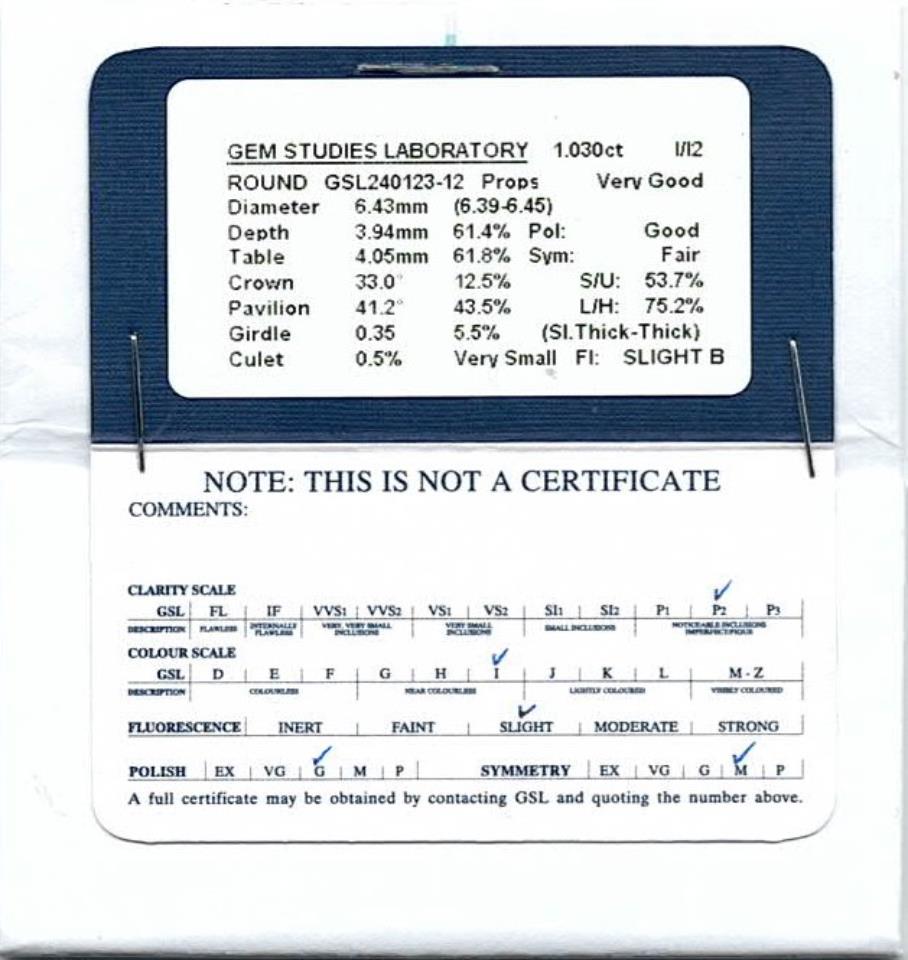 GEM STUDIES LABORATORY 1.030ct I/I2
ROUND GSL240123-12 Props Very Good
Diameter 6.43mm (6.39-6.45)
Depth 3.94mm 61.4% Pol: Good
Table 4.05mm 61.8% Sym: Fair
Crown 33.0° 12.5% S/U: 53.7%
Pavilion 41.2° 43.5% L/H: 75.2%
Girdle 0.35 5.5% (Sl.Thick-Thick)
Culet 0.5% Very Small Fl: SLIGHT B
NOTE: THIS IS NOT A CERTIFICATE
COMMENTS:
CLARITY SCALE
GSL FL IF VVS1 VVS2 VS1 VS2 SI1 SI2 P1 P2 P3
DESCRIPTION FLAWLESS INTERNALLY FLAWLESS VERY, VERY SMALL INCLUSIONS VERY SMALL INCLUSIONS SMALL INCLUSIONS NOTICEABLE INCLUSIONS IMPERFECTIONS
COLOUR SCALE
GSL D E F G H I J K L M - Z
DESCRIPTION COLOURLESS NEAR COLOURLESS LIGHTLY COLOURED VISIBLY COLOURED
FLUORESCENCE INERT FAINT SLIGHT MODERATE STRONG
POLISH EX VG G M P SYMMETRY EX VG G M P
A full certificate may be obtained by contacting GSL and quoting the number above.